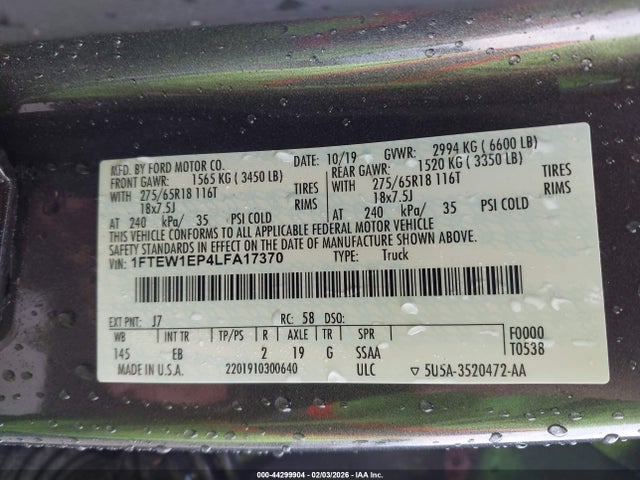 MFD. BY FORD MOTOR CO. DATE: 10/19 GVWR: 2994 KG ( 6600 LB)
FRONT GAWR: 1565 KG ( 3450 LB) REAR GAWR: 1520 KG ( 3350 LB)
275/65R18 116T TIRES 275/65R18 116T TIRES
18x7.5J RIMS 18x7.5J RIMS
AT 240 kPa/ 35 PSI COLD AT 240 kPa/ 35 PSI COLD
THIS VEHICLE CONFORMS TO ALL APPLICABLE FEDERAL MOTOR VEHICLE
SAFETY STANDARDS IN EFFECT ON THE DATE OF MANUFACTURE SHOWN ABOVE.
VIN: 1FTEW1EP4LFA17370 TYPE: Truck
EXT PNT: J7 RC: 58 DSO:
WB INT TR TP/PS R AXLE TR SPR F0000
145 EB 2 19 G SSAA T0538
MADE IN U.S.A. 2201910300640 ULC ▽ 5U5A-3520472-AA
000-44299904 - 02/03/2026 - IAA Inc.